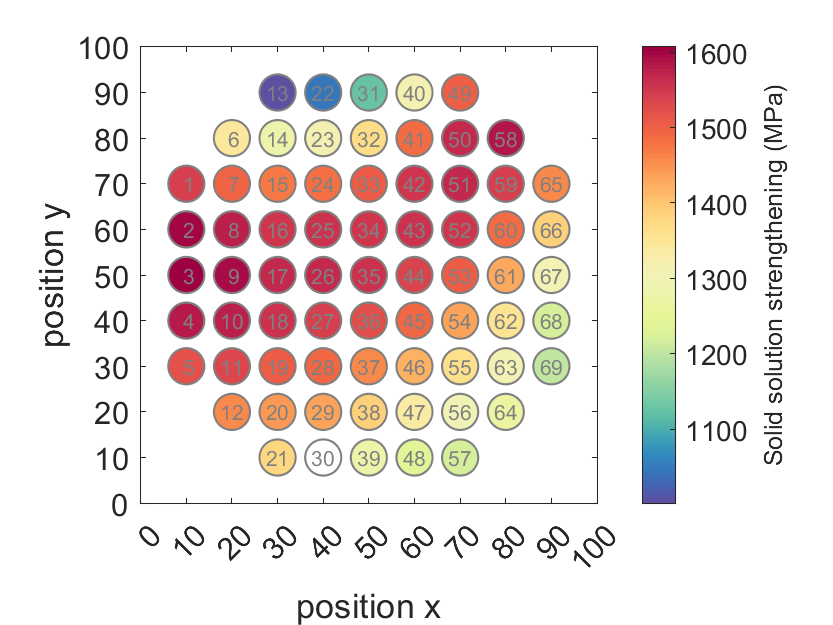 100
90
80
70
60
50
40
30
20
10
0
13 22 31 40 49
6 14 23 32 41 50 58
1 7 15 24 33 42 51 59 65
2 8 16 25 34 43 52 60 66
3 9 17 26 35 44 53 61 67
4 10 18 27 36 45 54 62 68
5 11 19 28 37 46 55 63 69
12 20 29 38 47 56 64
21 30 39 48 57
0 10 20 30 40 50 60 70 80 90 100
position x
position y
1600
1500
1400
1300
1200
1100
Solid solution strengthening (MPa)